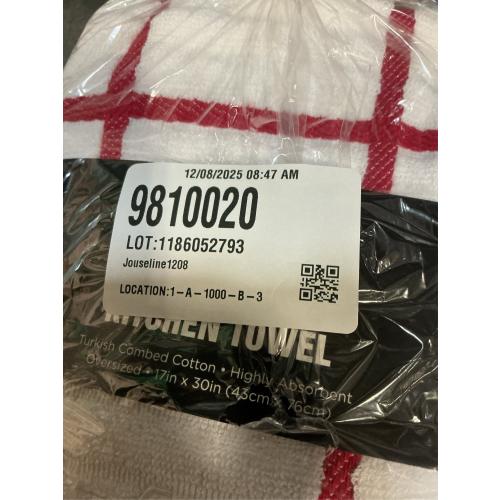 12/08/2025 08:47 AM
9810020
LOT:1186052793
Jouseline1208
LOCATION:1-A-1000-B-3
KITCHEN TOWEL
Turkish Combed Cotton • Highly Absorbent
Oversized • 17in x 30in (43cm x 76cm)